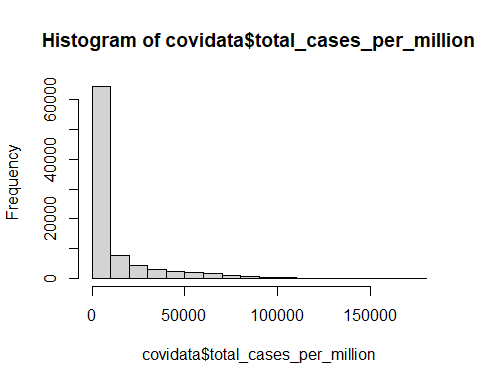 Histogram of covidata$total_cases_per_million
Frequency
60000
40000
20000
0
0 50000 100000 150000
covidata$total_cases_per_million